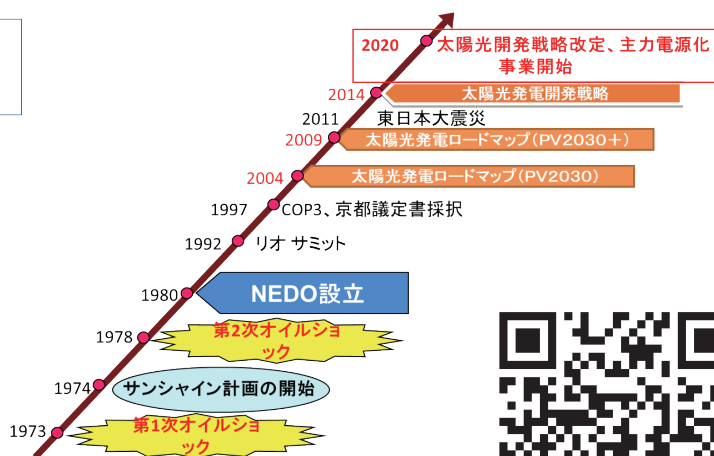 2020 太陽光開発戦略改定、主力電源化
事業開始
2014 太陽光発電開発戦略
2011 東日本大震災
2009 太陽光発電ロードマップ(PV2030+)
2004 太陽光発電ロードマップ(PV2030)
1997 COP3、京都議定書採択
1992 リオ サミット
1980 NEDO設立
1978 第2次オイルショ
ック
1974 サンシャイン計画の開始
1973 第1次オイルショ
ック